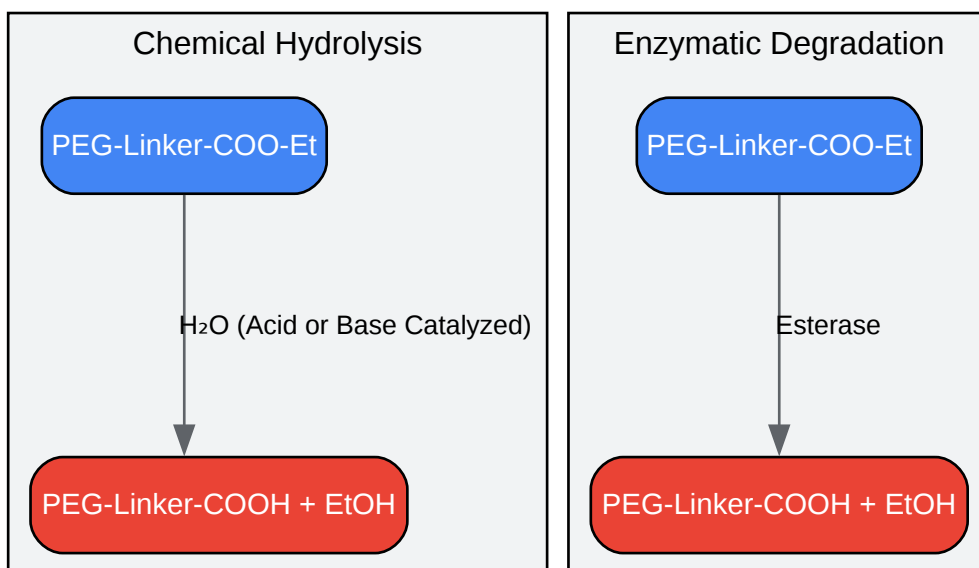 Chemical Hydrolysis
PEG-Linker-COO-Et
H₂O (Acid or Base Catalyzed)
PEG-Linker-COOH + EtOH
Enzymatic Degradation
PEG-Linker-COO-Et
Esterase
PEG-Linker-COOH + EtOH